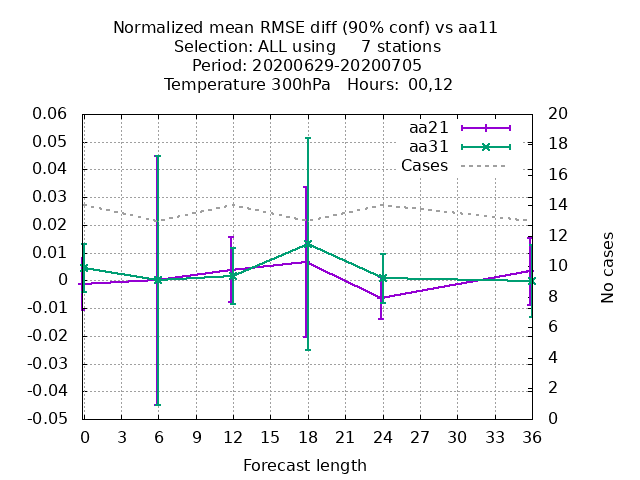 Normalized mean RMSE diff (90% conf) vs aa11
Selection: ALL using     7 stations
Period: 20200629-20200705
Temperature 300hPa   Hours: 00,12
0.06
0.05
0.04
0.03
0.02
0.01
0
-0.01
-0.02
-0.03
-0.04
-0.05
aa21
aa31
Cases
20
18
16
14
12
10
8
6
4
2
0
No cases
0 3 6 9 12 15 18 21 24 27 30 33 36
Forecast length